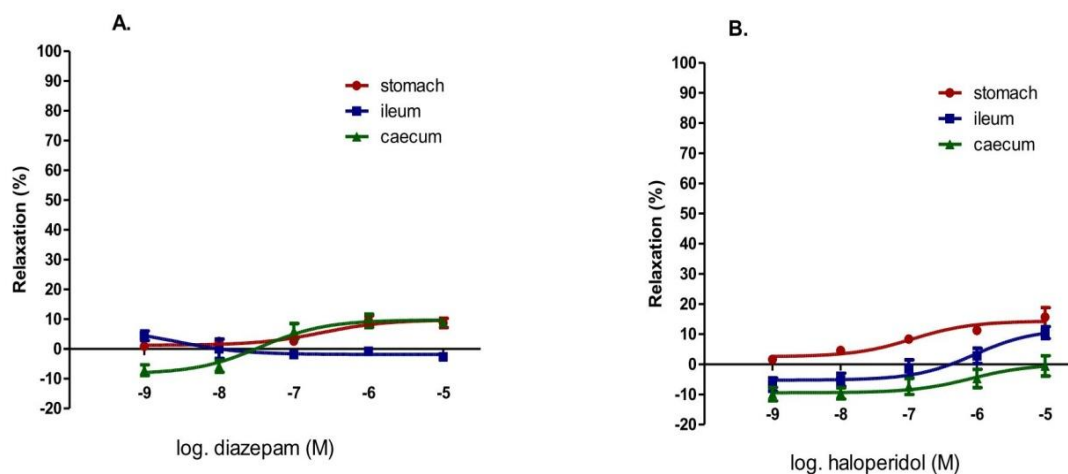 A.
100
90
80
70
60
50
40
30
20
10
0
-10
-20
Relaxation (%)
stomach
ileum
caecum
-9 -8 -7 -6 -5
log. diazepam (M)
B.
100
90
80
70
60
50
40
30
20
10
0
-10
-20
Relaxation (%)
stomach
ileum
caecum
-9 -8 -7 -6 -5
log. haloperidol (M)